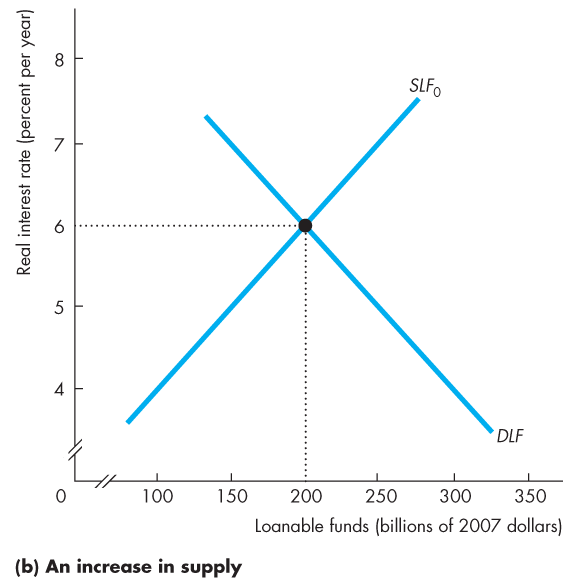 Real interest rate (percent per year)
8
7
6
5
4
0
SLF₀
DLF
100 150 200 250 300 350
Loanable funds (billions of 2007 dollars)
(b) An increase in supply